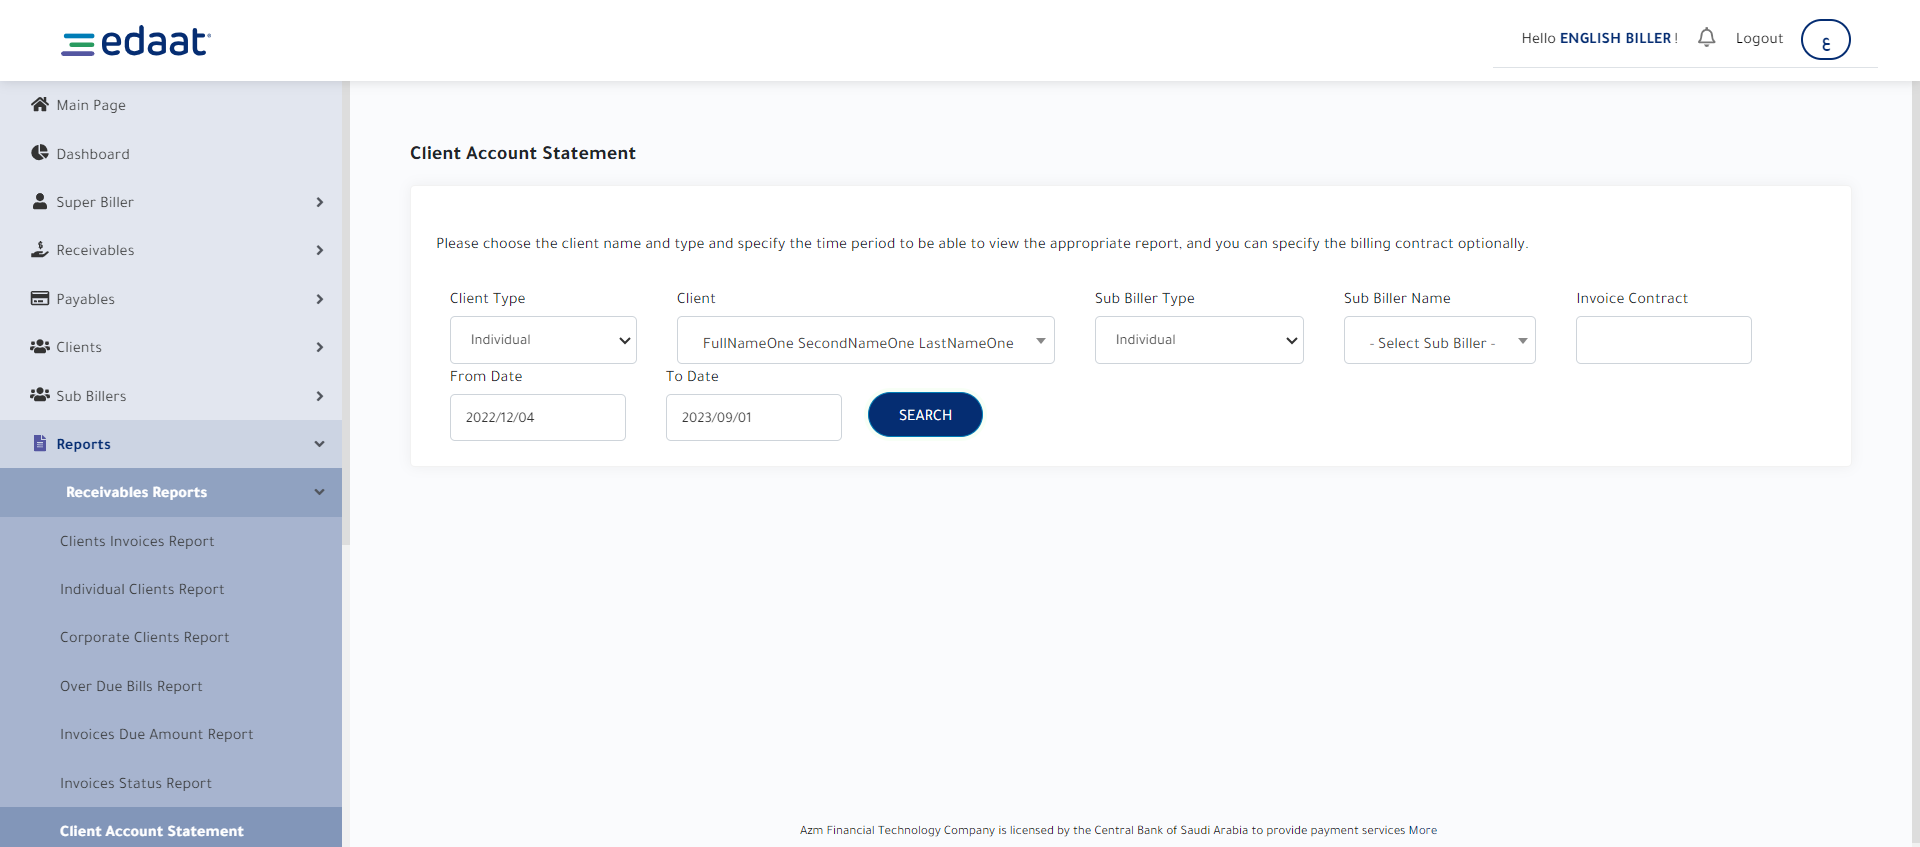 edaat
Hello ENGLISH BILLER !
Logout
ع
Main Page
Dashboard
Super Biller
Receivables
Payables
Clients
Sub Billers
Reports
Receivables Reports
Clients Invoices Report
Individual Clients Report
Corporate Clients Report
Over Due Bills Report
Invoices Due Amount Report
Invoices Status Report
Client Account Statement
Client Account Statement
Please choose the client name and type and specify the time period to be able to view the appropriate report, and you can specify the billing contract optionally.
Client Type
Individual
Client
FullNameOne SecondNameOne LastNameOne
Sub Biller Type
Individual
Sub Biller Name
- Select Sub Biller -
Invoice Contract
From Date
2022/12/04
To Date
2023/09/01
SEARCH
Azm Financial Technology Company is licensed by the Central Bank of Saudi Arabia to provide payment services More